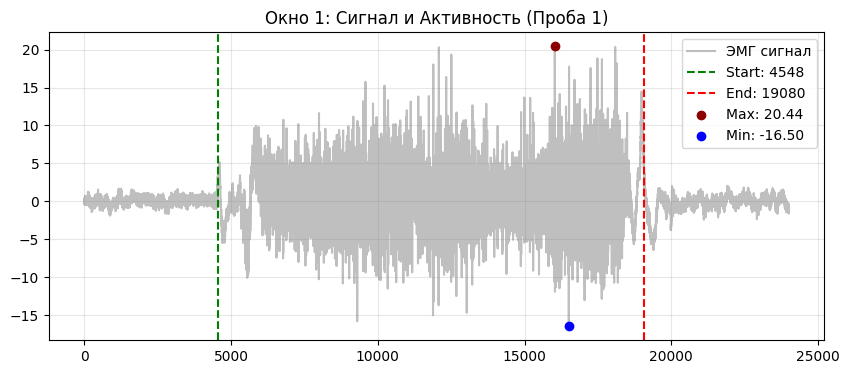 Окно 1: Сигнал и Активность (Проба 1)
20
15
10
5
0
−5
−10
−15
ЭМГ сигнал
Start: 4548
End: 19080
Max: 20.44
Min: -16.50
0 5000 10000 15000 20000 25000